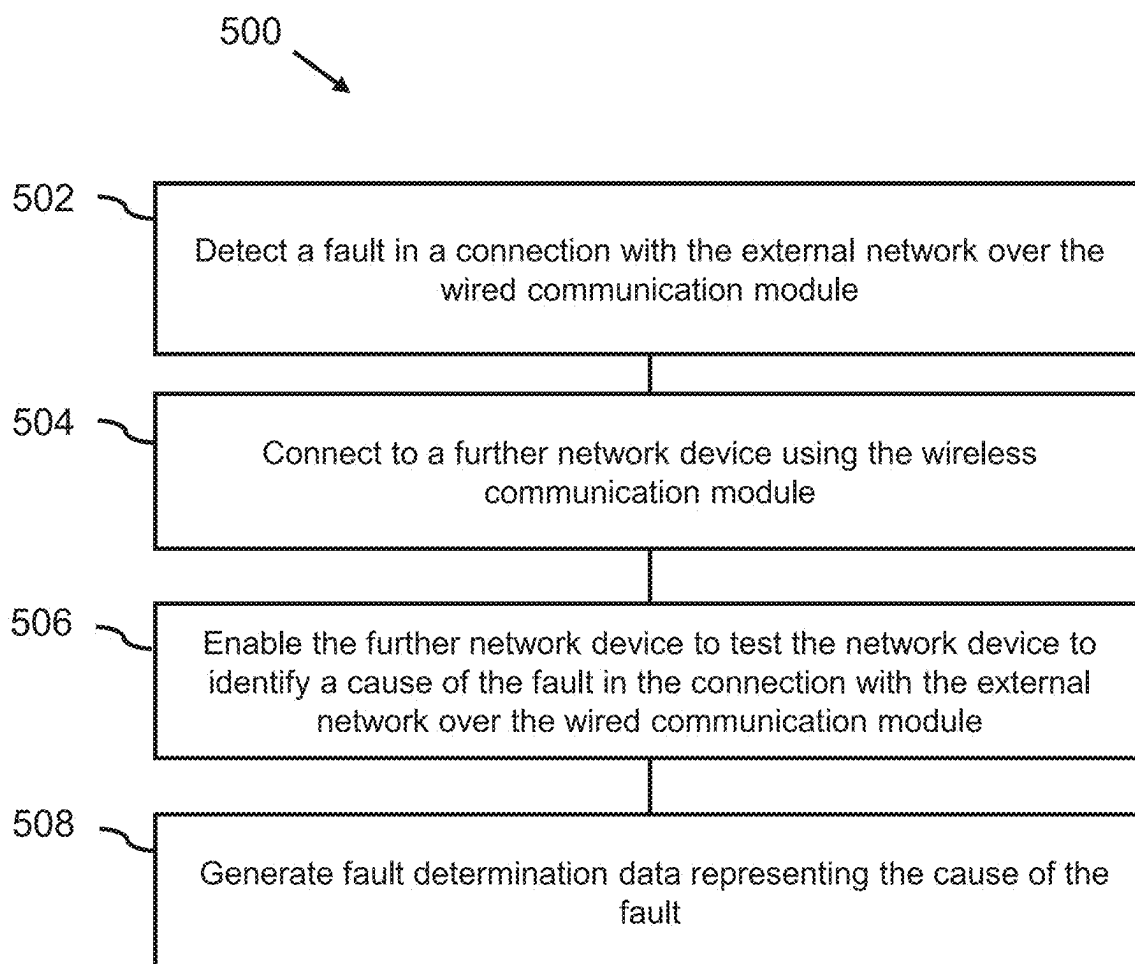 500
502
Detect a fault in a connection with the external network over the
wired communication module
504
Connect to a further network device using the wireless
communication module
506
Enable the further network device to test the network device to
identify a cause of the fault in the connection with the external
network over the wired communication module
508
Generate fault determination data representing the cause of the
fault